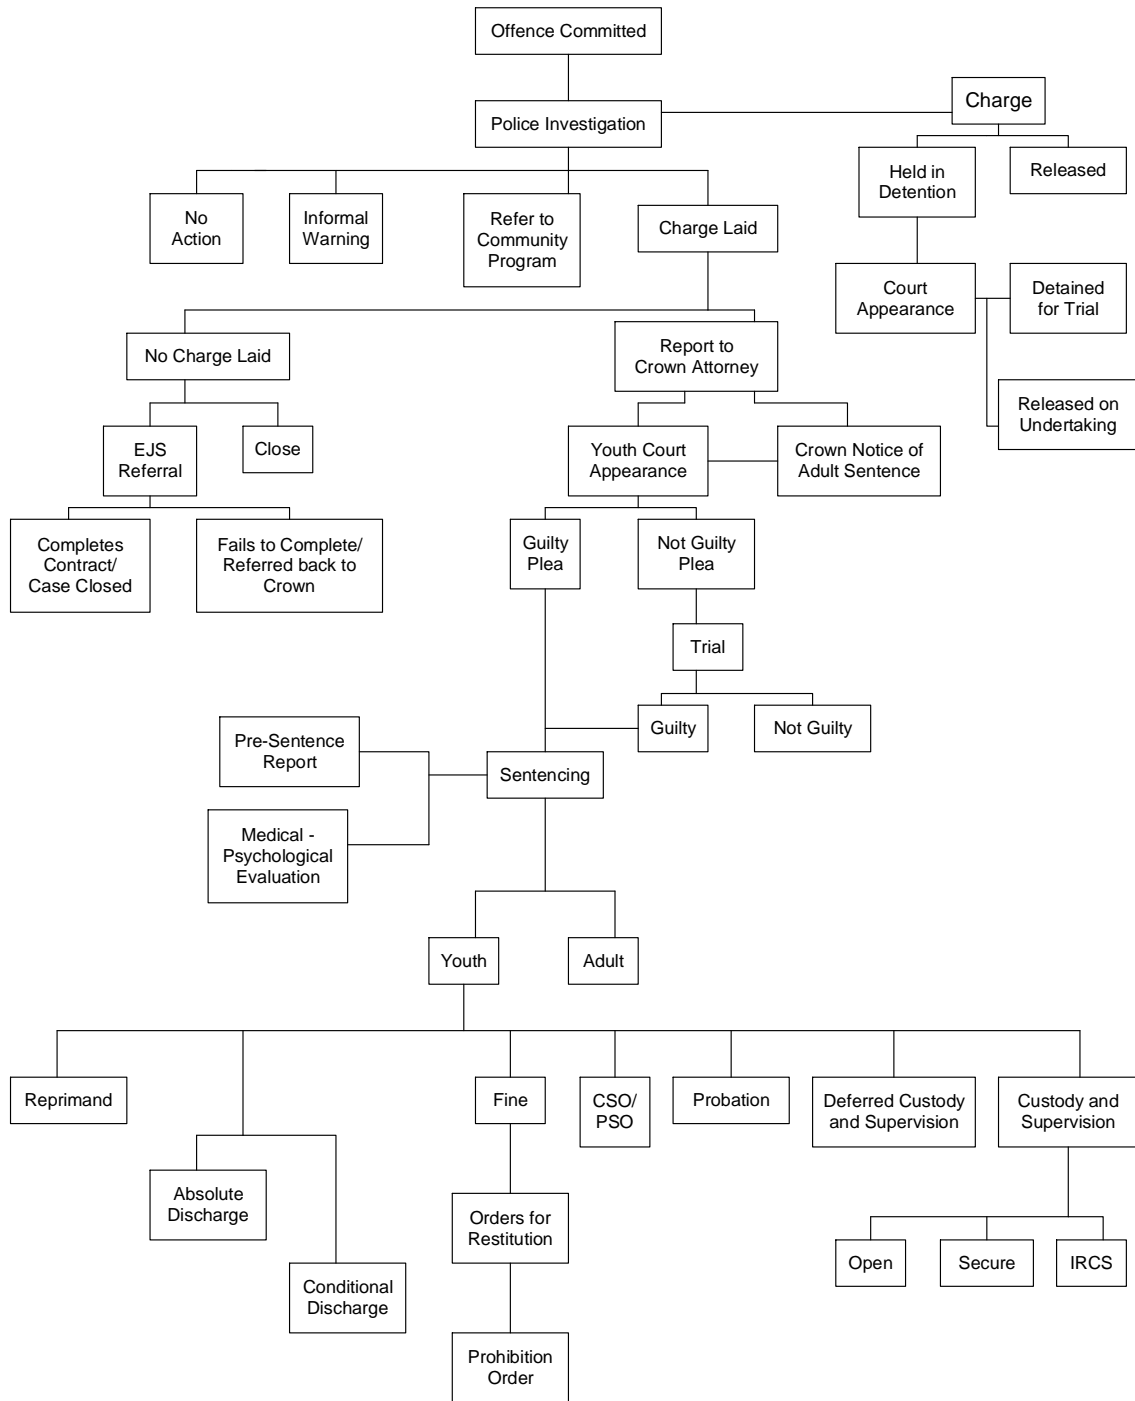 Offence Committed
Police Investigation
Charge
Held in
Detention
Released
No
Action
Informal
Warning
Refer to
Community
Program
Charge Laid
Court
Appearance
Detained
for Trial
No Charge Laid
Report to
Crown Attorney
Released on
Undertaking
EJS
Referral
Close
Youth Court
Appearance
Crown Notice of
Adult Sentence
Completes
Contract/
Case Closed
Fails to Complete/
Referred back to
Crown
Guilty
Plea
Not Guilty
Plea
Trial
Guilty
Not Guilty
Pre-Sentence
Report
Sentencing
Medical -
Psychological
Evaluation
Youth
Adult
Reprimand
Fine
CSO/
PSO
Probation
Deferred Custody
and Supervision
Custody and
Supervision
Absolute
Discharge
Orders for
Restitution
Open
Secure
IRCS
Conditional
Discharge
Prohibition
Order